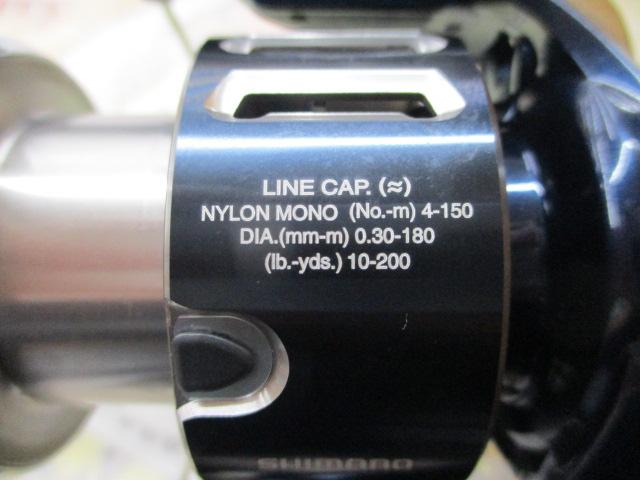 LINE CAP. (≈)
NYLON MONO (No.-m) 4-150
DIA.(mm-m) 0.30-180
(lb.-yds.) 10-200
SHIMANO